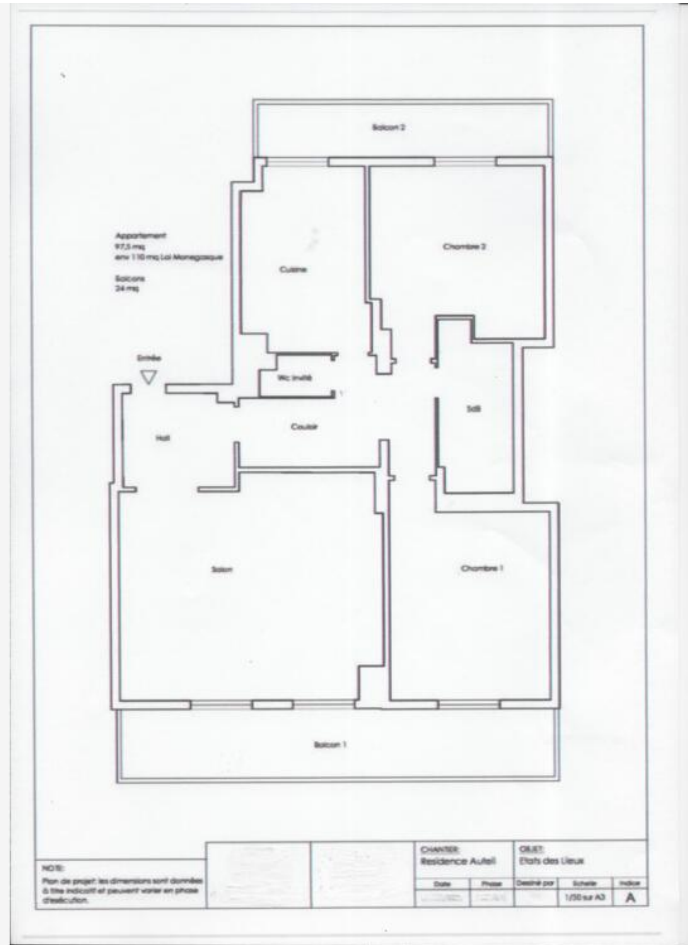 Balcon 2
Appartement
97,5 mq
env 110 mq Loi Monegasque
Balcons
24 mq
Chambre 2
Cuisine
Entrée
Wc Invité
SdB
Hall
Couloir
Salon
Chambre 1
Balcon 1
CHANTIER:
Residence Auteil
OBJET:
Etats des Lieux
NOTE:
Plan de projet: les dimensions sont données
à titre indicatif et peuvent varier en phase
d'exécution.
Date
Phase
Dessiné par
Echelle
Indice
1/50 sur A3
A